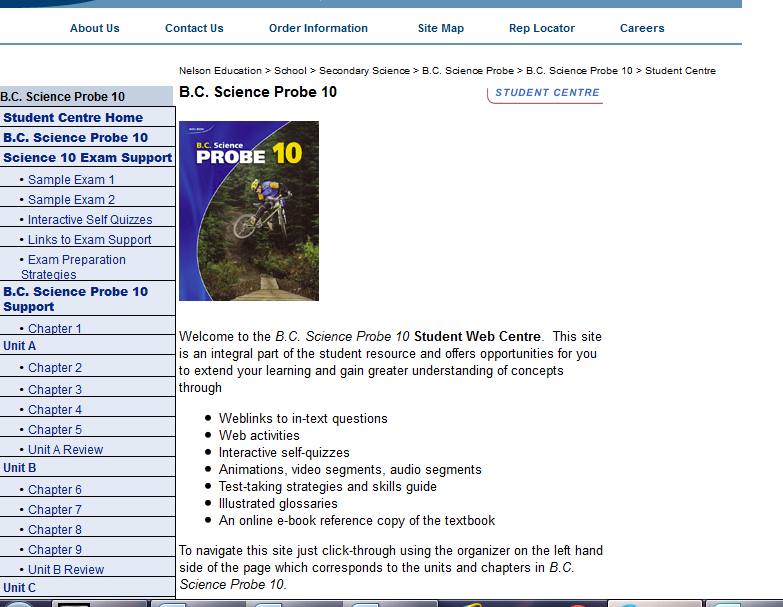 About Us Contact Us Order Information Site Map Rep Locator Careers
Nelson Education > School > Secondary Science > B.C. Science Probe > B.C. Science Probe 10 > Student Centre
B.C. Science Probe 10
Student Centre Home
B.C. Science Probe 10
Science 10 Exam Support
• Sample Exam 1
• Sample Exam 2
• Interactive Self Quizzes
• Links to Exam Support
• Exam Preparation
Strategies
B.C. Science Probe 10
Support
• Chapter 1
Unit A
• Chapter 2
• Chapter 3
• Chapter 4
• Chapter 5
• Unit A Review
Unit B
• Chapter 6
• Chapter 7
• Chapter 8
• Chapter 9
• Unit B Review
Unit C
B.C. Science Probe 10
STUDENT CENTRE
B.C. Science
PROBE 10
Welcome to the B.C. Science Probe 10 Student Web Centre. This site
is an integral part of the student resource and offers opportunities for you
to extend your learning and gain greater understanding of concepts
through
• Weblinks to in-text questions
• Web activities
• Interactive self-quizzes
• Animations, video segments, audio segments
• Test-taking strategies and skills guide
• Illustrated glossaries
• An online e-book reference copy of the textbook
To navigate this site just click-through using the organizer on the left hand
side of the page which corresponds to the units and chapters in B.C.
Science Probe 10.